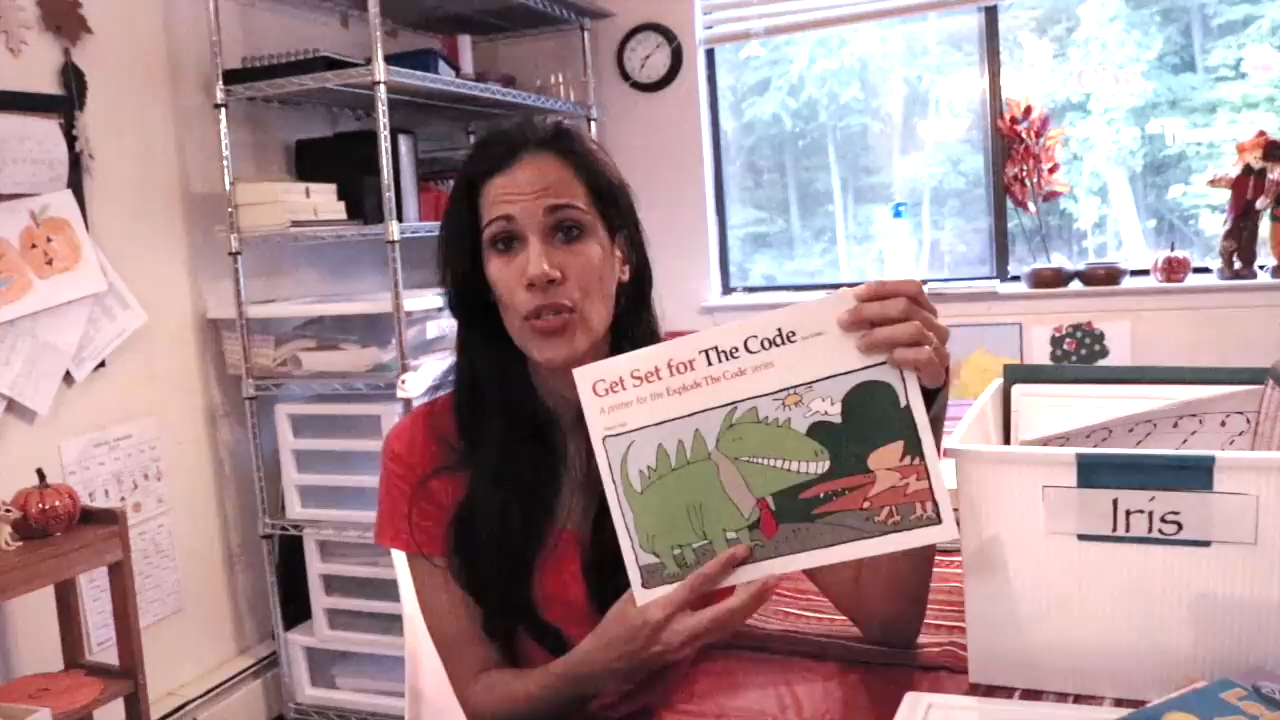 Get Set for The Code
A primer for the Explode The Code series
Iris